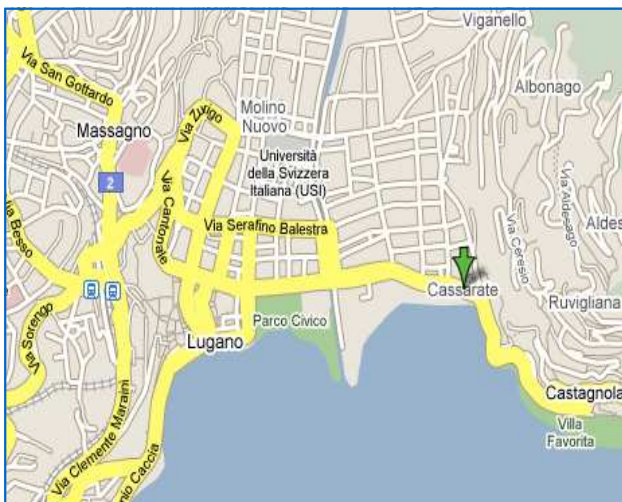 Viganello
Via San Gottardo
Albonago
Molino
Nuovo
Via Zurigo
Massagno
Università
della Svizzera
Italiana (USI)
2
Via Cantonale
Via Aldesago
Via Serafino Balestra
Via Ceresio
Aldes
ia Besso
Cassarate
Ruvigliana
Via Sorengo
Parco Civico
Lugano
Castagnola
Via Clemente Maraini
Villa
Favorita
nio Caccia